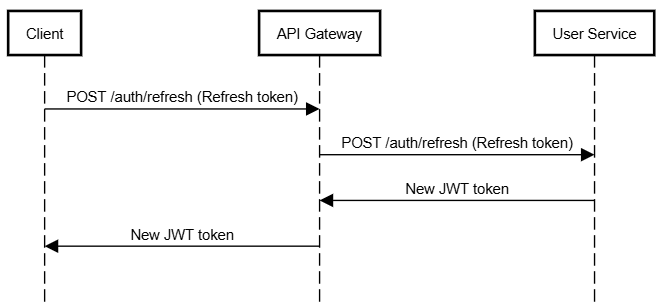 Client
API Gateway
User Service
POST /auth/refresh (Refresh token)
POST /auth/refresh (Refresh token)
New JWT token
New JWT token